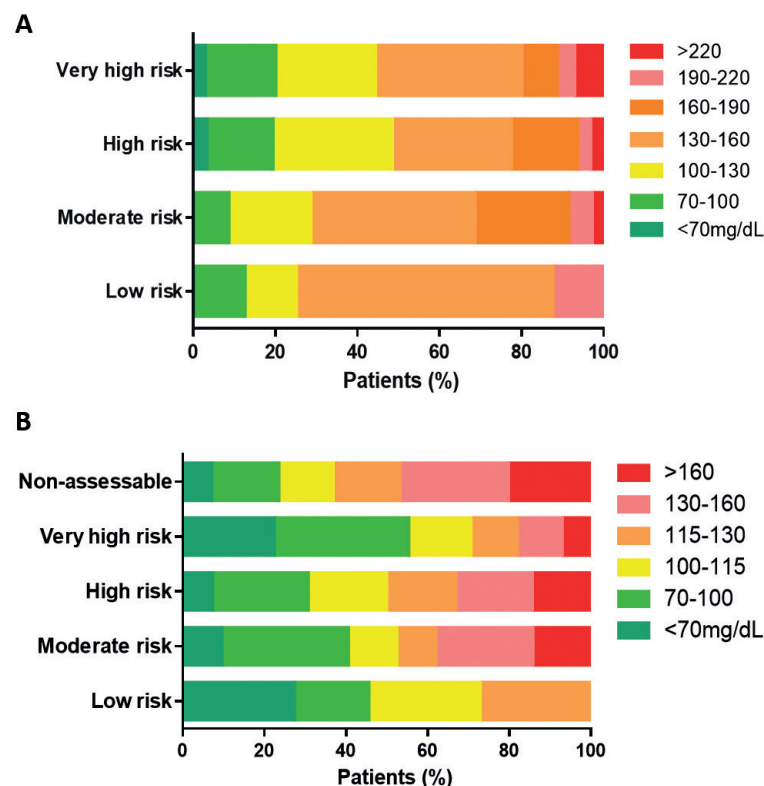 A
Very high risk
High risk
Moderate risk
Low risk
0 20 40 60 80 100
Patients (%)
>220
190-220
160-190
130-160
100-130
70-100
<70mg/dL
B
Non-assessable
Very high risk
High risk
Moderate risk
Low risk
0 20 40 60 80 100
Patients (%)
>160
130-160
115-130
100-115
70-100
<70mg/dL